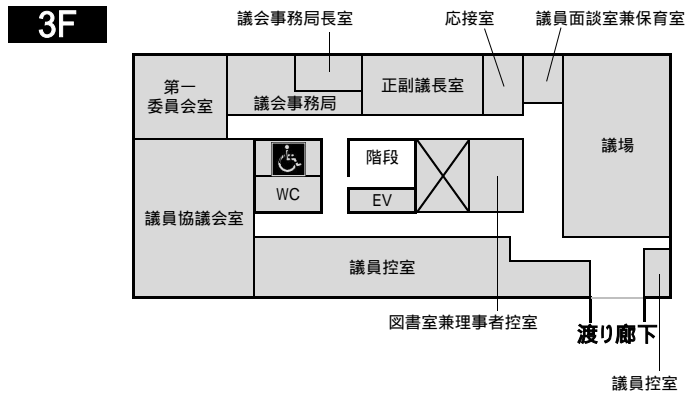 3F
議会事務局長室
応接室
議員面談室兼保育室
第一
委員会室
議会事務局
正副議長室
議場
階段
WC
EV
議員協議会室
議員控室
図書室兼理事者控室
渡り廊下
議員控室